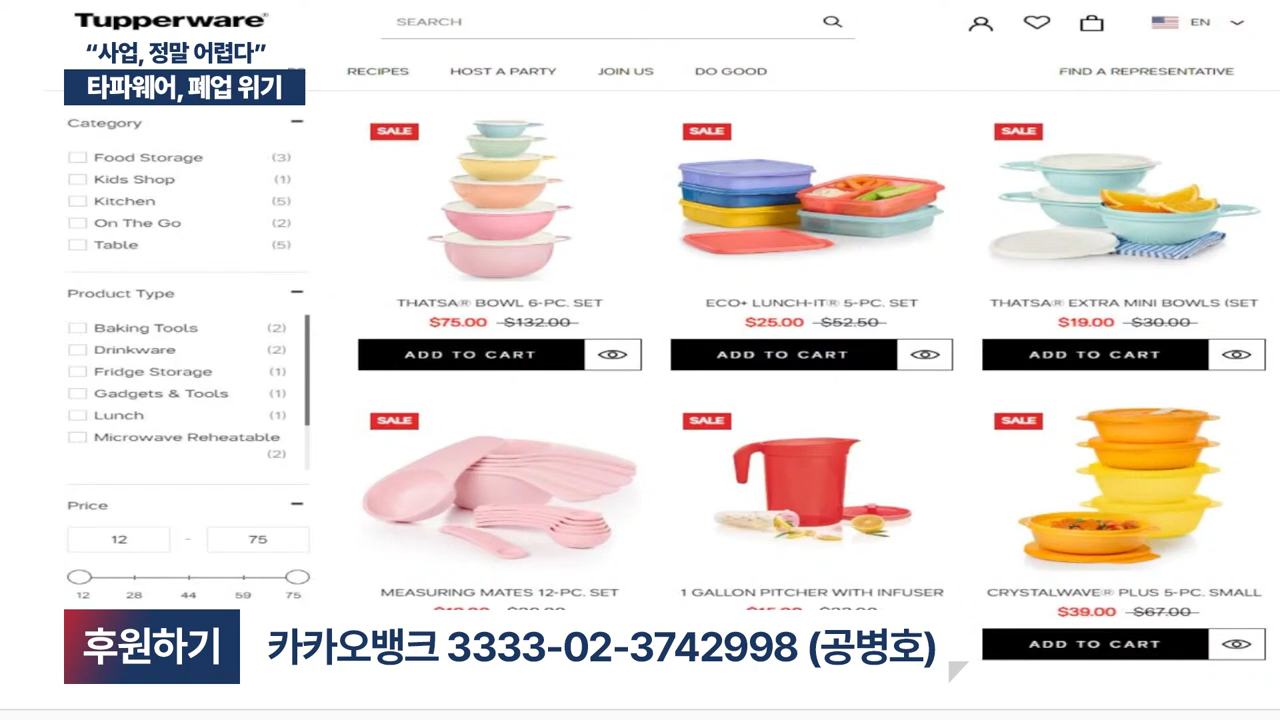 Tupperware®
SEARCH
EN
“사업, 정말 어렵다”
타파웨어, 폐업 위기
RECIPES
HOST A PARTY
JOIN US
DO GOOD
FIND A REPRESENTATIVE
Category
Food Storage (3)
Kids Shop (1)
Kitchen (5)
On The Go (2)
Table (5)
Product Type
Baking Tools (2)
Drinkware (2)
Fridge Storage (1)
Gadgets & Tools (1)
Lunch (1)
Microwave Reheatable
(2)
Price
12 - 75
12 28 44 59 75
SALE
THATSA® BOWL 6-PC. SET
$75.00 $132.00
ADD TO CART
SALE
ECO+ LUNCH-IT® 5-PC. SET
$25.00 $52.50
ADD TO CART
SALE
THATSA® EXTRA MINI BOWLS (SET
$19.00 $30.00
ADD TO CART
SALE
MEASURING MATES 12-PC. SET
SALE
1 GALLON PITCHER WITH INFUSER
SALE
CRYSTALWAVE® PLUS 5-PC. SMALL
$39.00 $67.00
ADD TO CART
후원하기
카카오뱅크 3333-02-3742998 (공병호)